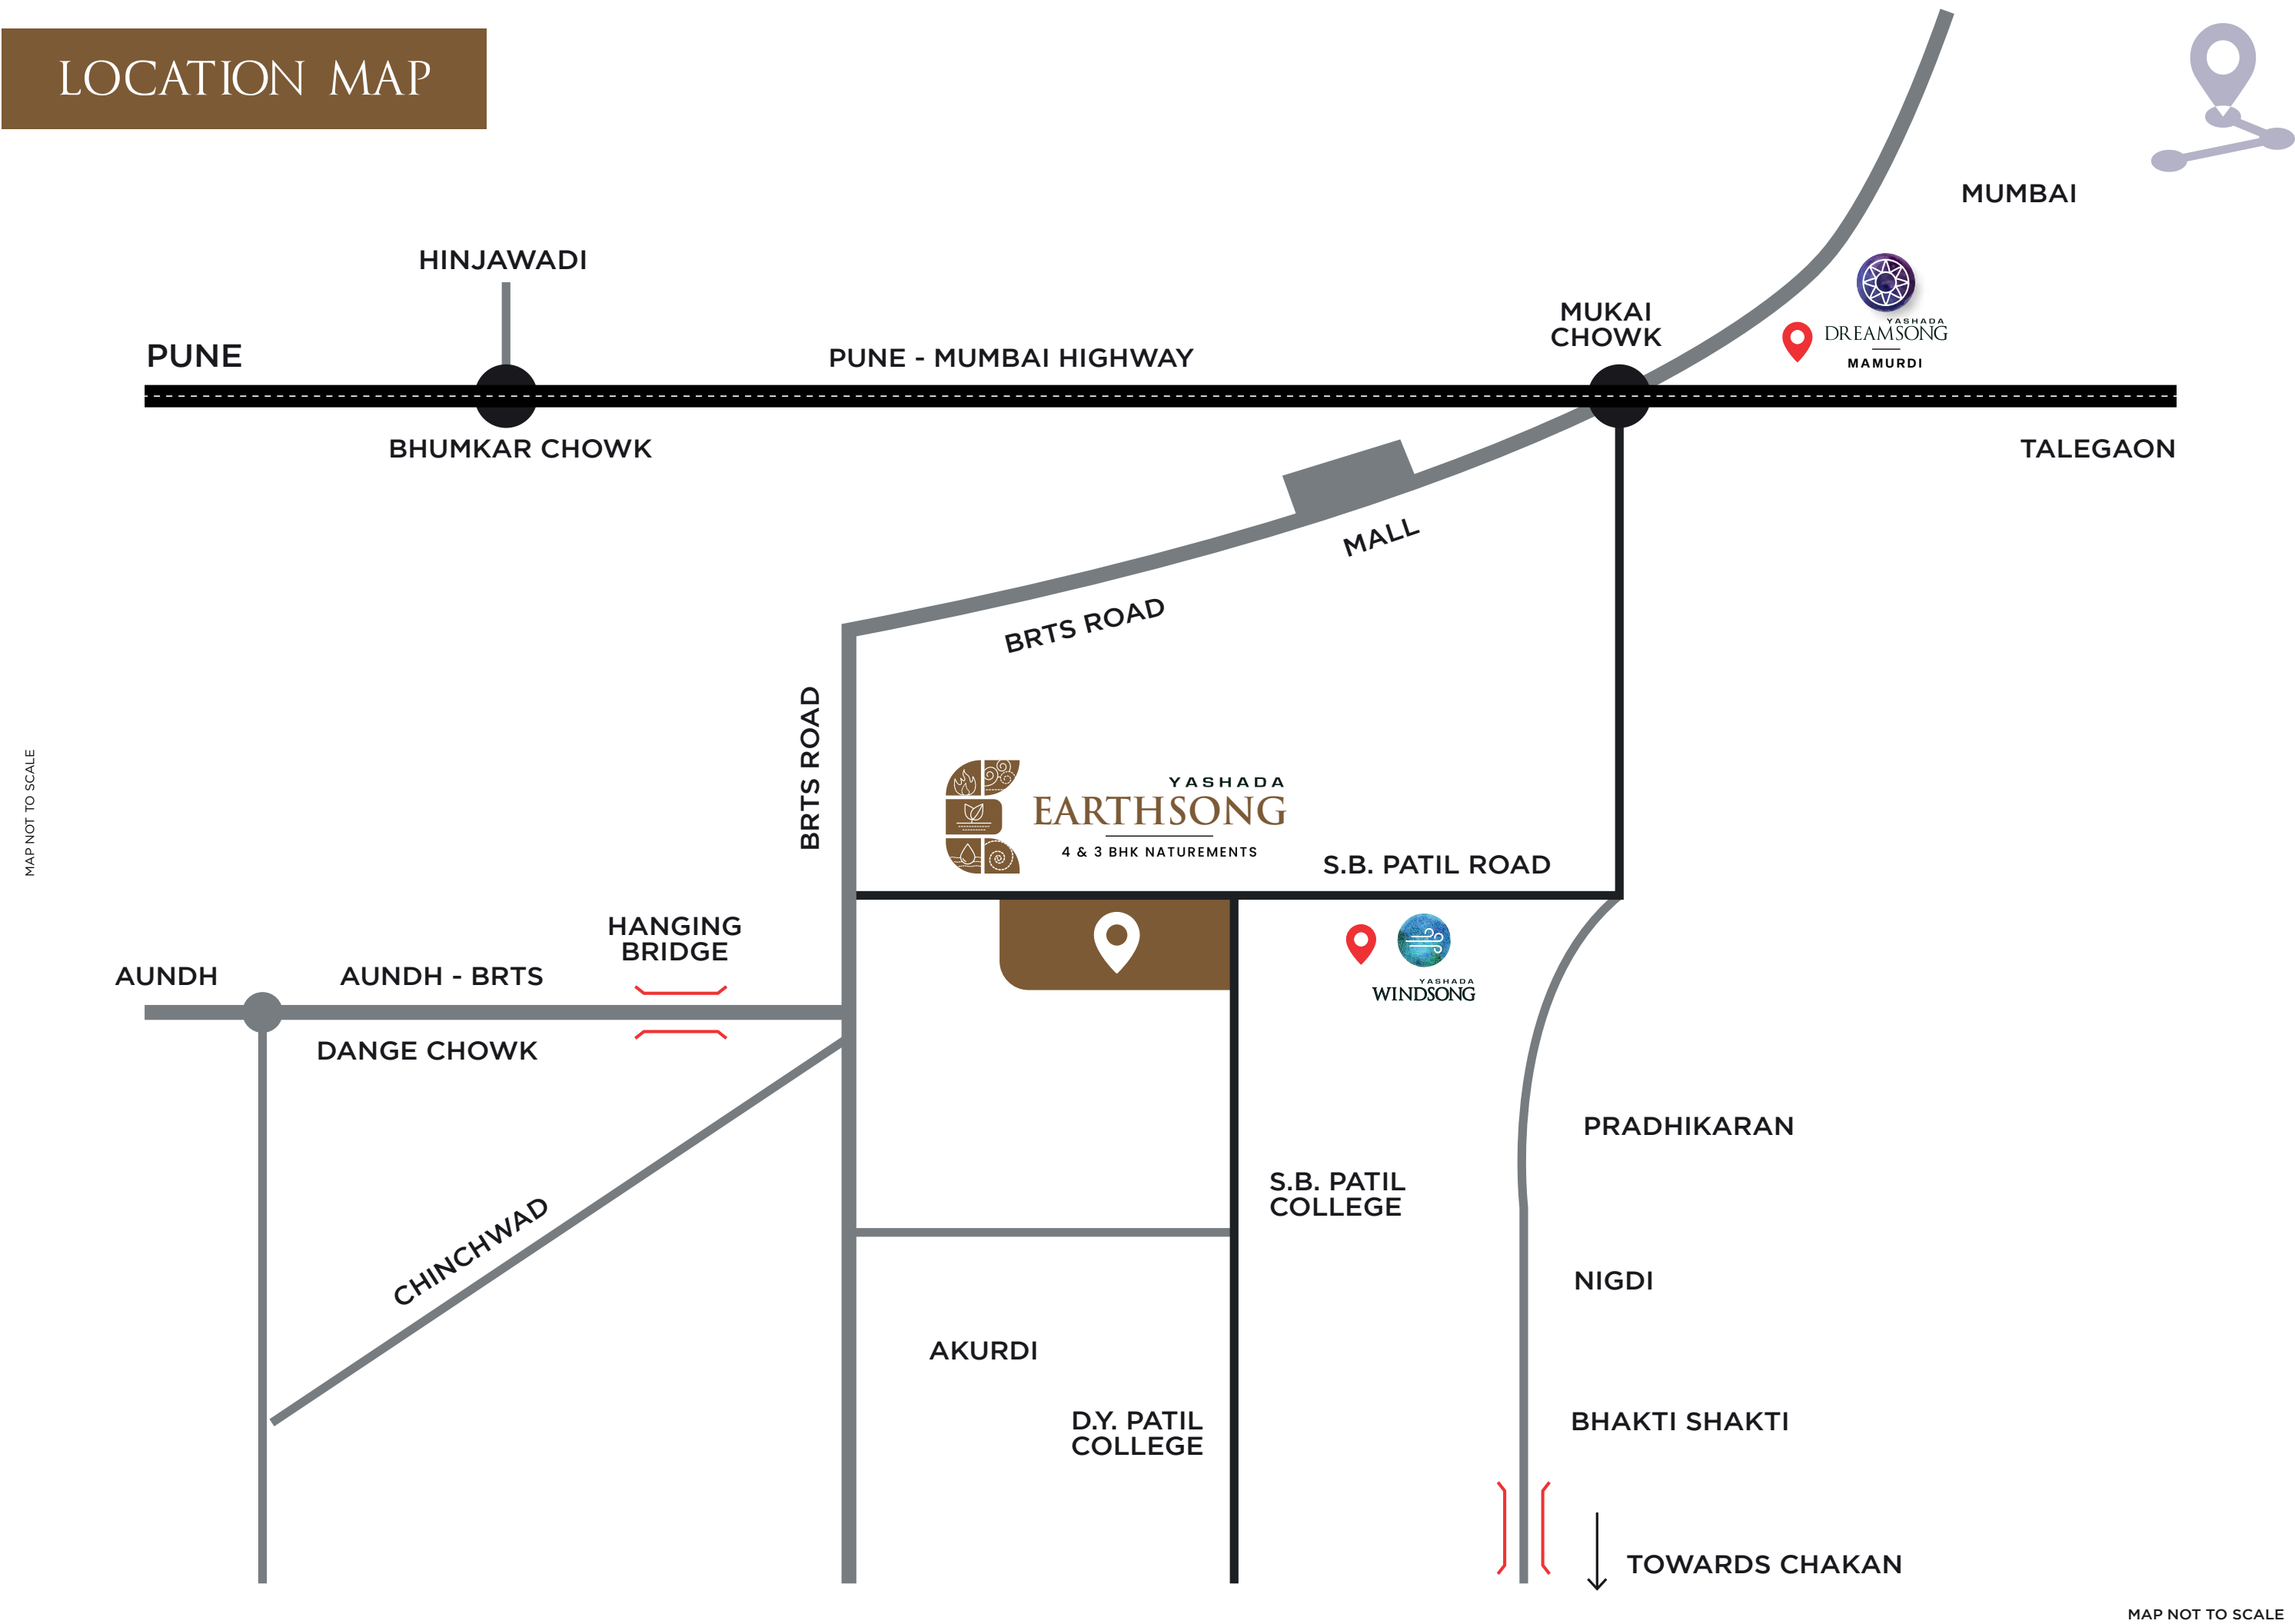 LOCATION MAP
MUMBAI
HINJAWADI
YASHADA
DREAMSONG
MAMURDI
MUKAI
CHOWK
PUNE
PUNE - MUMBAI HIGHWAY
BHUMKAR CHOWK
TALEGAON
MALL
BRTS ROAD
BRTS ROAD
MAP NOT TO SCALE
YASHADA
EARTHSONG
4 & 3 BHK NATUREMENTS
S.B. PATIL ROAD
HANGING
BRIDGE
AUNDH
AUNDH - BRTS
YASHADA
WINDSONG
DANGE CHOWK
PRADHIKARAN
S.B. PATIL
COLLEGE
CHINCHWAD
NIGDI
AKURDI
D.Y. PATIL
COLLEGE
BHAKTI SHAKTI
TOWARDS CHAKAN
MAP NOT TO SCALE